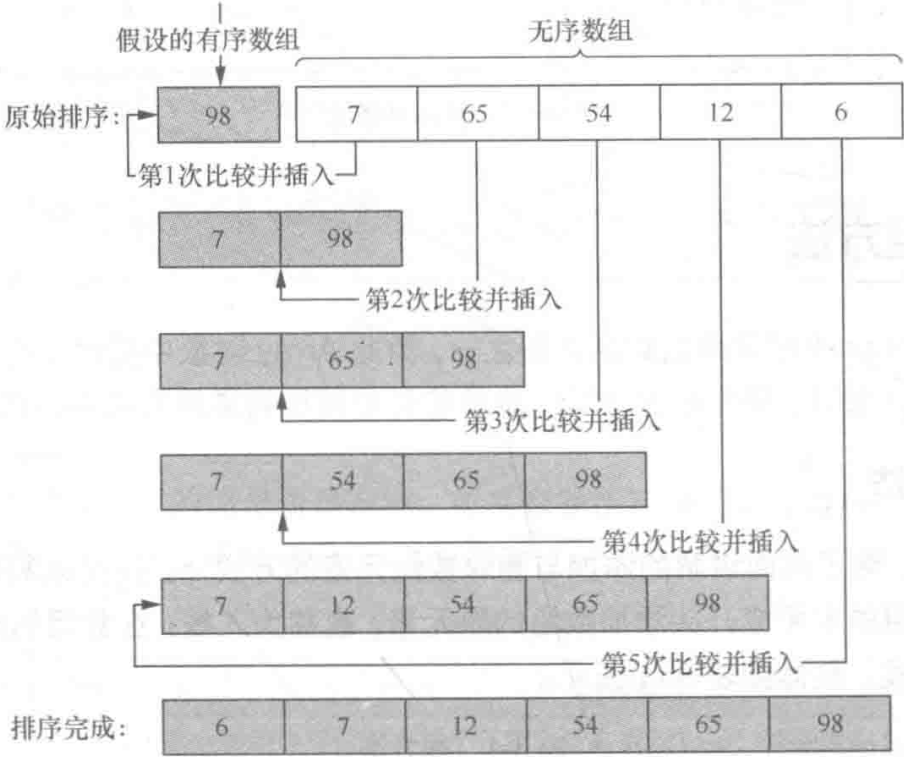 假设的有序数组
无序数组
原始排序: 98 7 65 54 12 6
第1次比较并插入
7 98
第2次比较并插入
7 65 98
第3次比较并插入
7 54 65 98
第4次比较并插入
7 12 54 65 98
第5次比较并插入
排序完成: 6 7 12 54 65 98